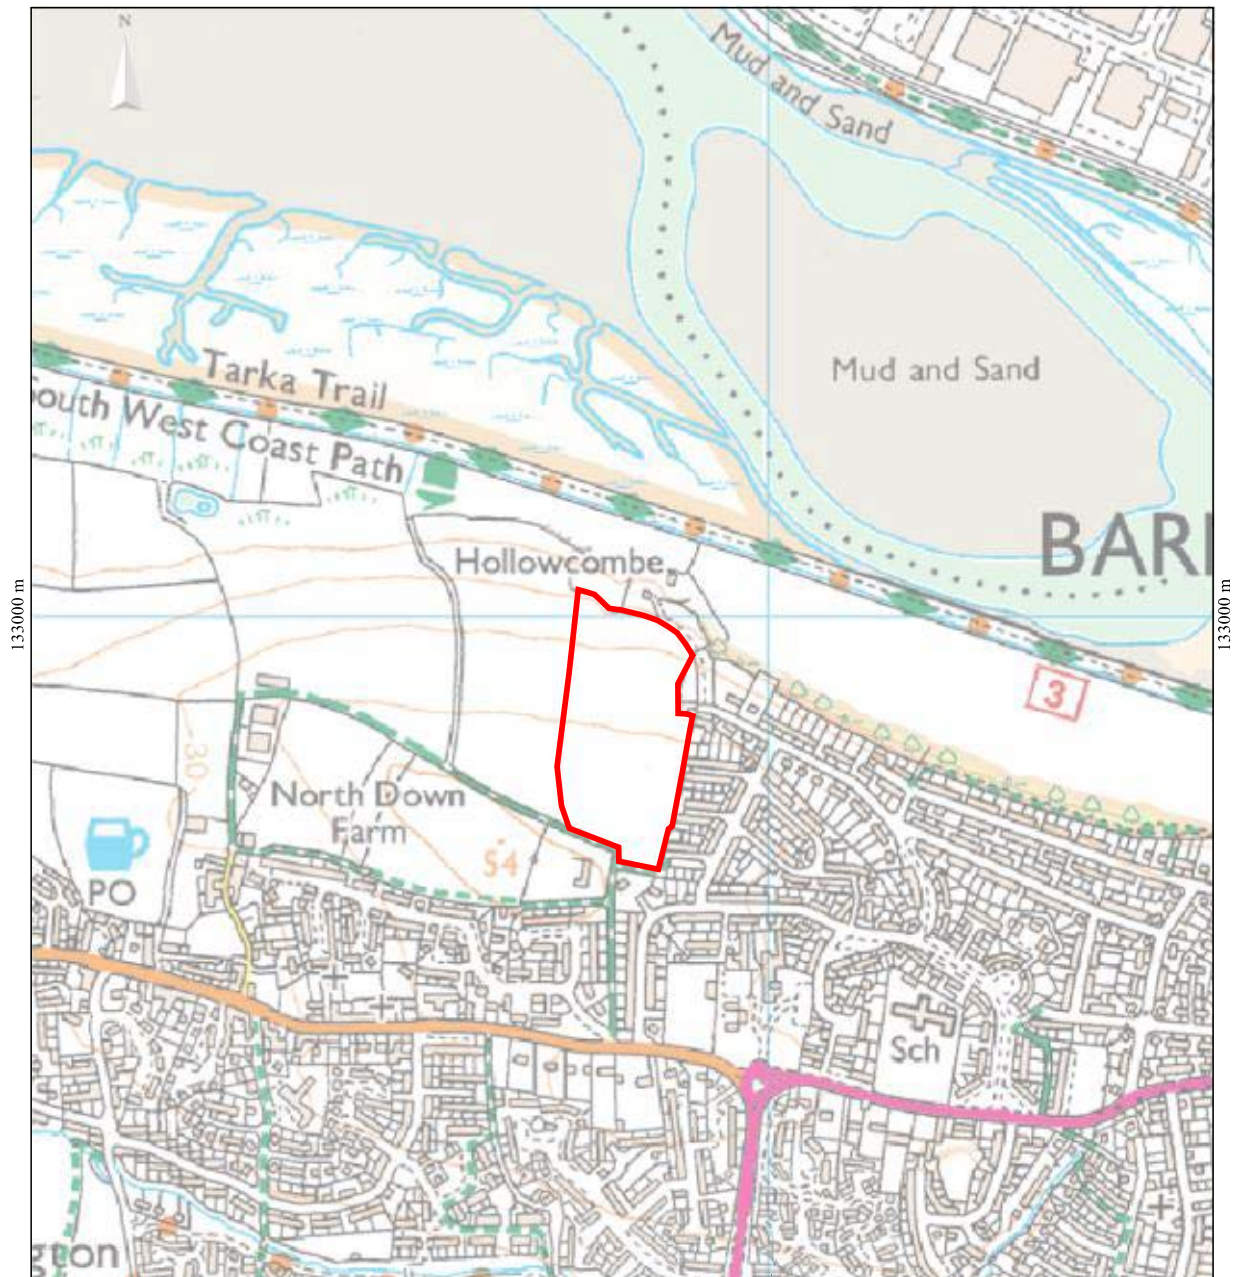 N
Mud and Sand
Mud and Sand
Tarka Trail
South West Coast Path
Hollowcombe
BAR
133000 m
133000 m
3
30
North Down
Farm
54
PO
Sch
gton